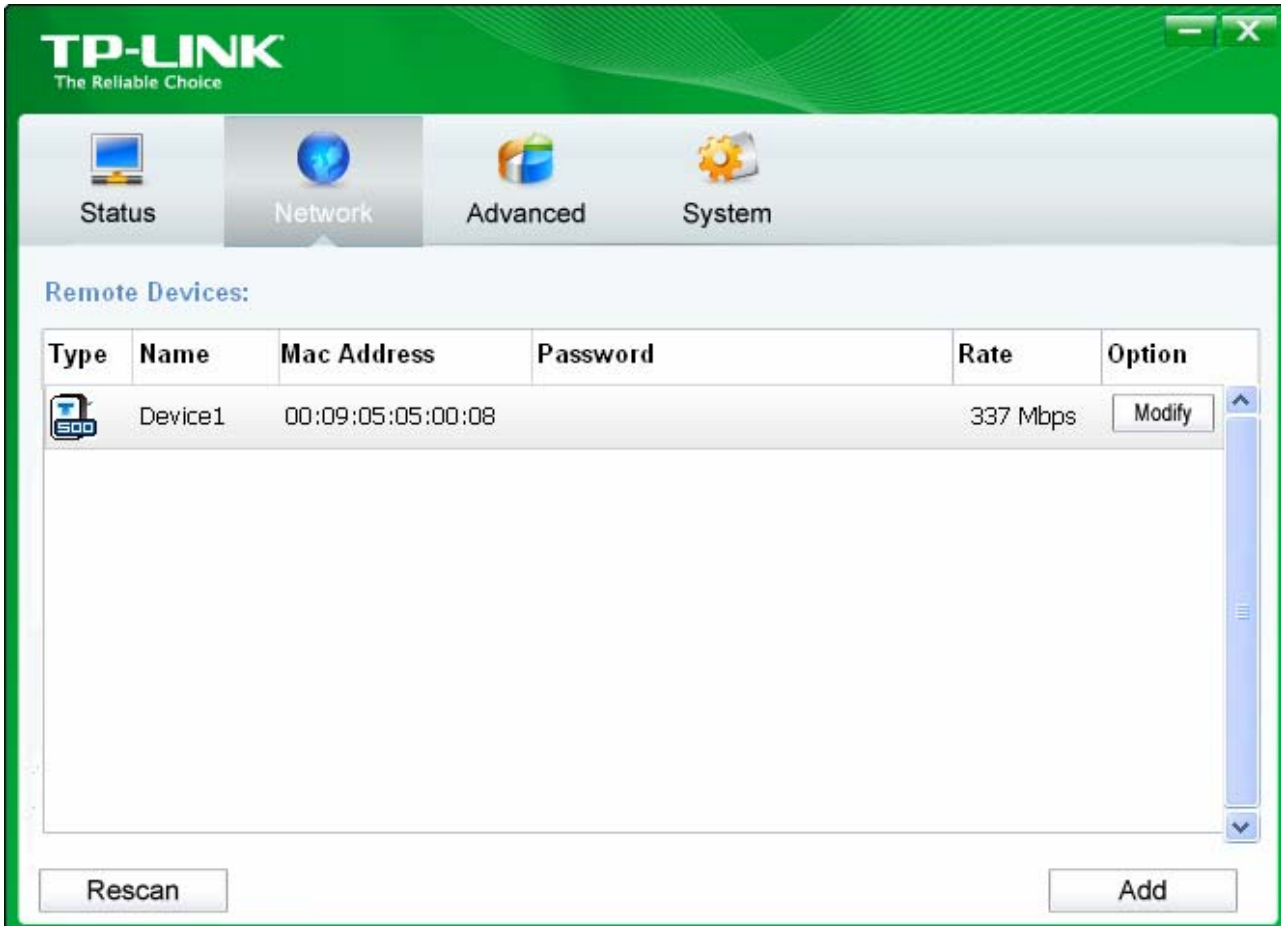 TP-LINK
The Reliable Choice
Status Network Advanced System
Remote Devices:
Type Name Mac Address Password Rate Option
T 500 Device1 00:09:05:05:00:08 337 Mbps Modify
Rescan Add